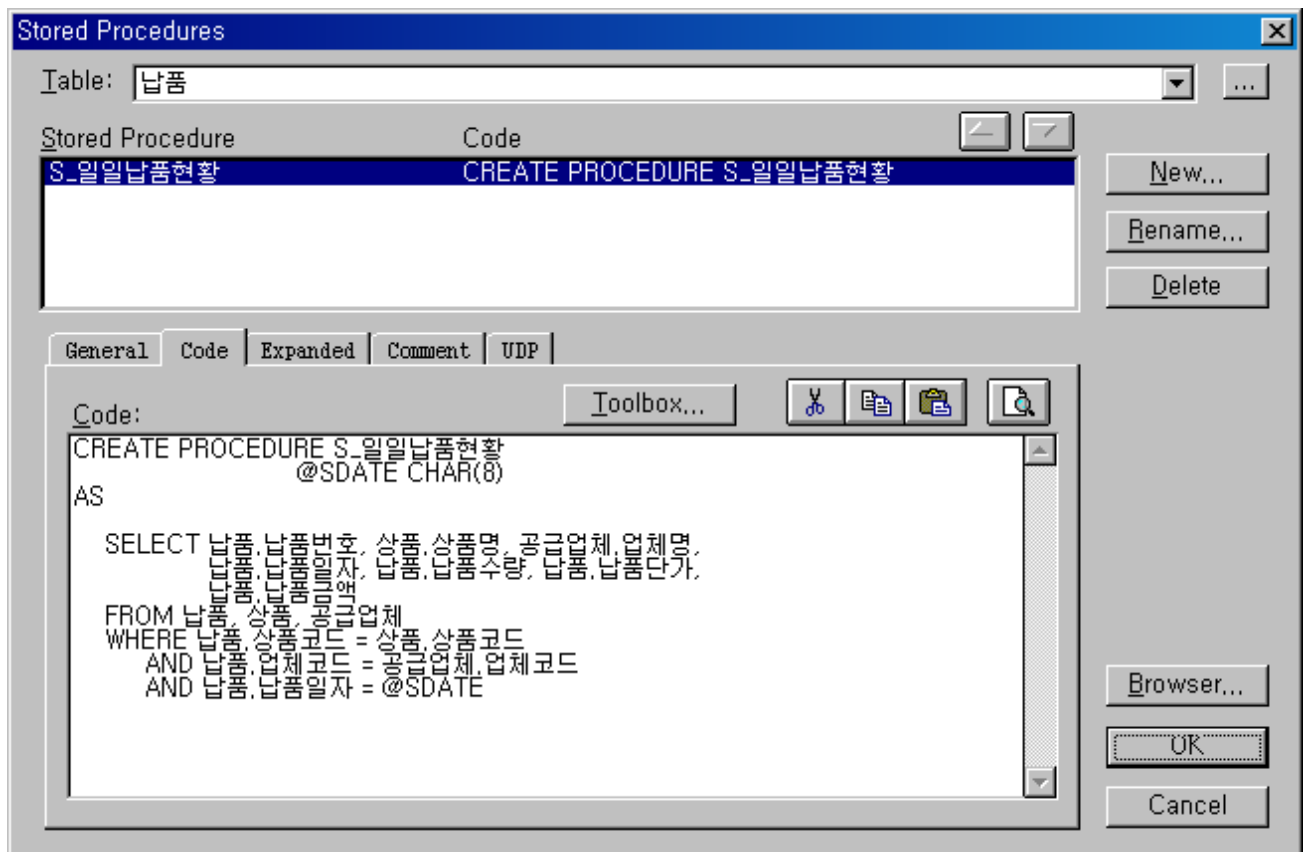 Stored Procedures
Table: 납품 ...
Stored Procedure Code
S_일일납품현황 CREATE PROCEDURE S_일일납품현황
New...
Rename...
Delete
General Code Expanded Comment UDP
Code: Toolbox...
CREATE PROCEDURE S_일일납품현황
@SDATE CHAR(8)
AS
SELECT 납품.납품번호, 상품.상품명, 공급업체.업체명,
납품.납품일자, 납품.납품수량, 납품.납품단가,
납품.납품금액
FROM 납품, 상품, 공급업체
WHERE 납품.상품코드 = 상품.상품코드
AND 납품.업체코드 = 공급업체.업체코드
AND 납품.납품일자 = @SDATE
Browser...
OK
Cancel